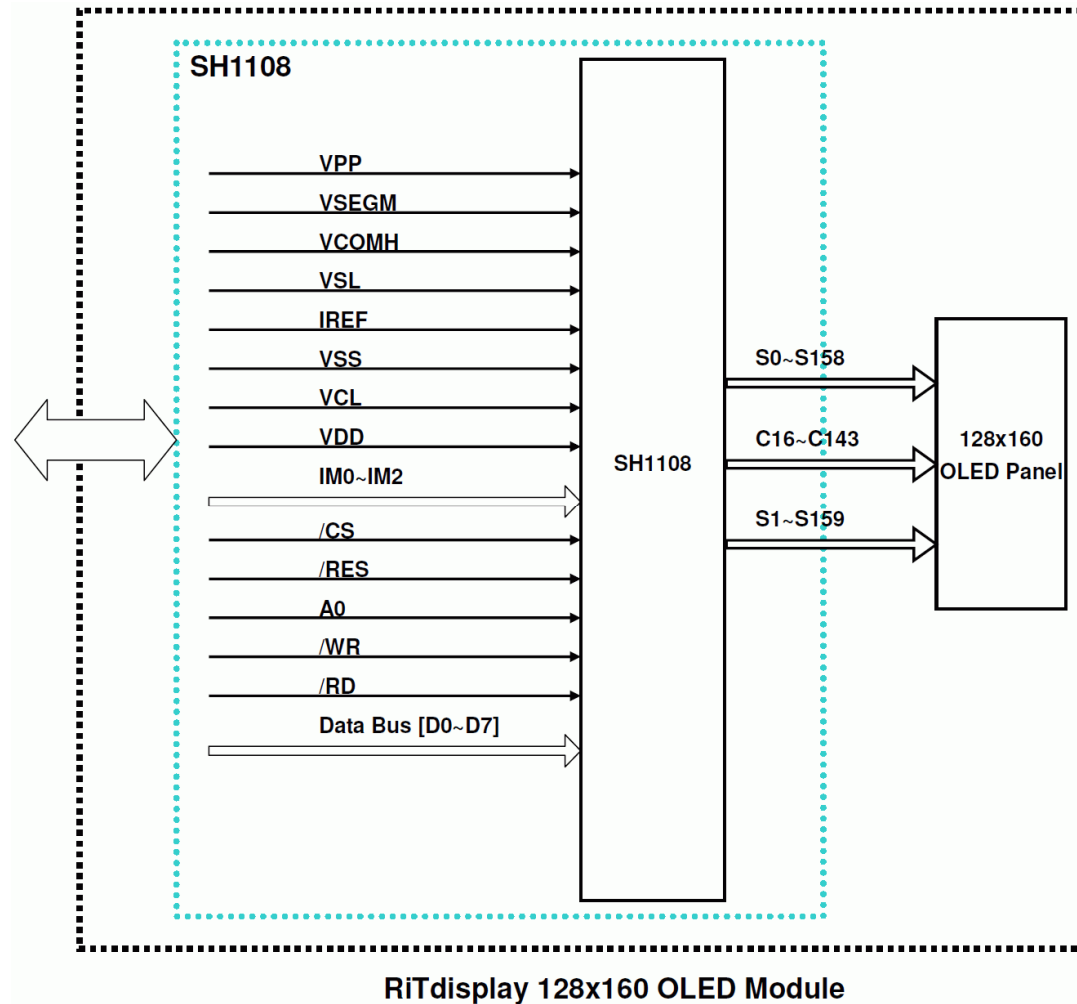 SH1108
VPP
VSEGM
VCOMH
VSL
IREF
VSS
VCL
VDD
IM0~IM2
/CS
/RES
A0
/WR
/RD
Data Bus [D0~D7]
SH1108
S0~S158
C16~C143
S1~S159
128x160
OLED Panel
RiTdisplay 128x160 OLED Module